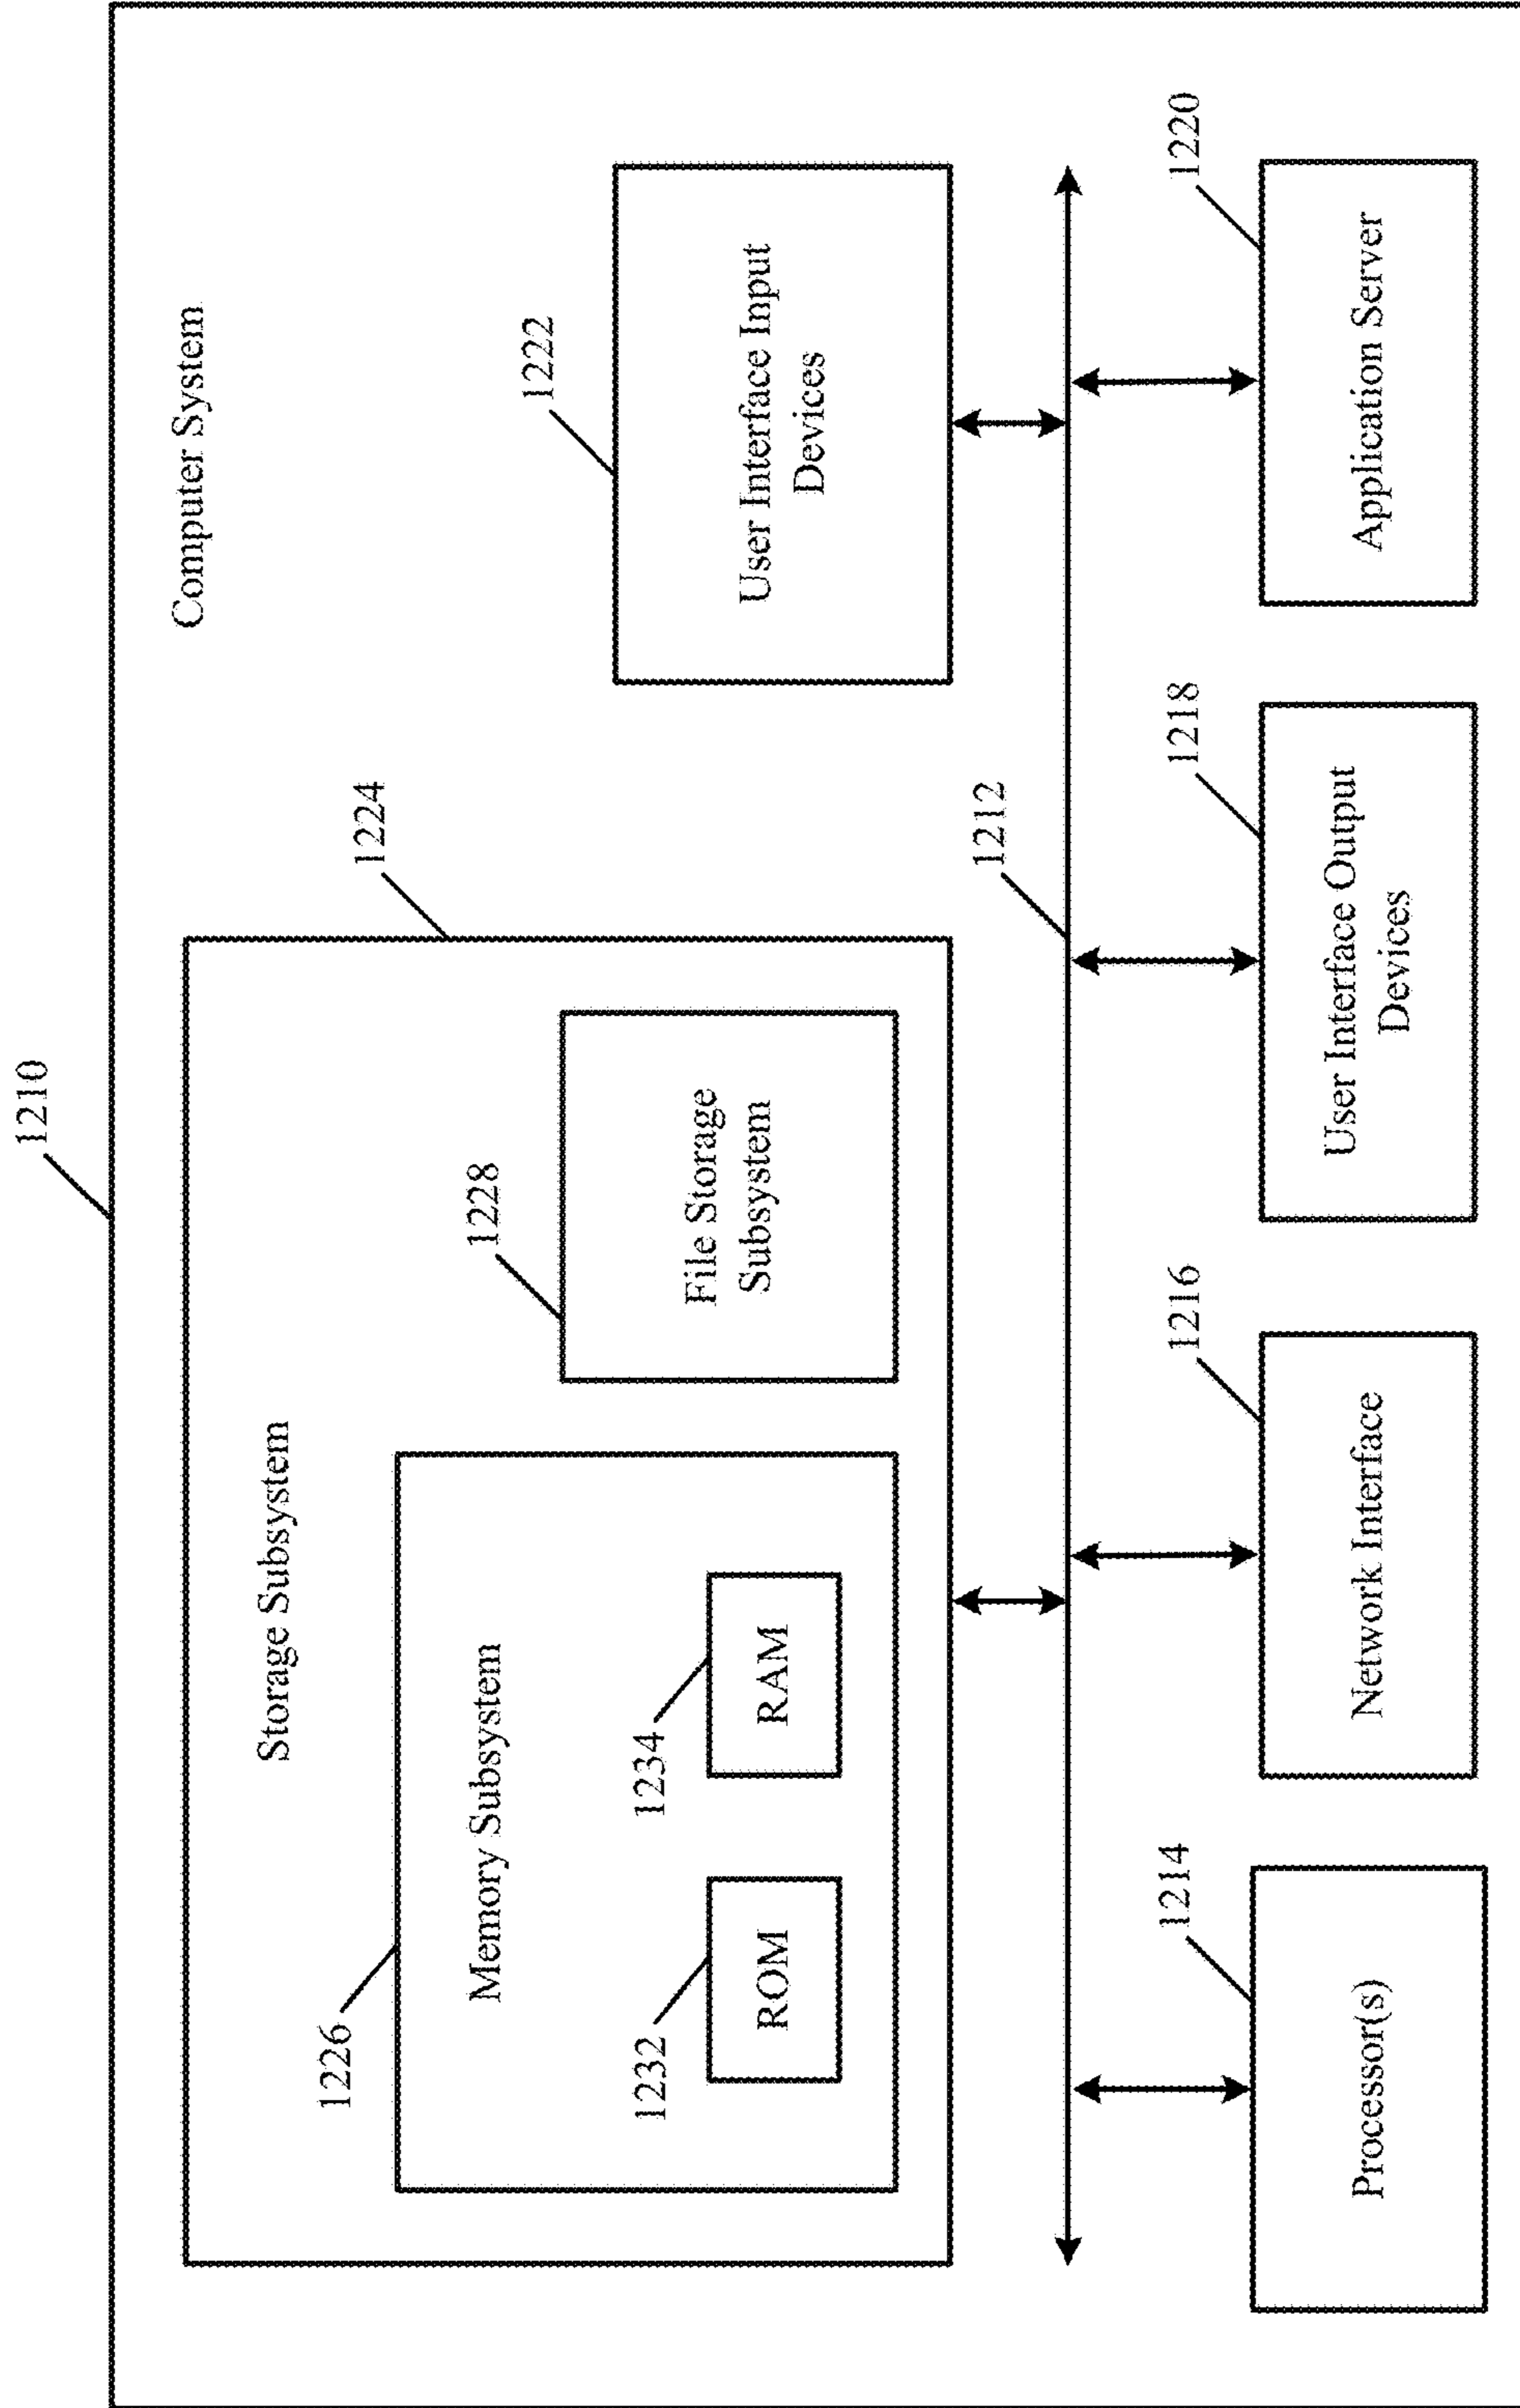 1210
Computer System
Storage Subsystem
1224
1226
Memory Subsystem
1228
1222
1232
ROM
1234
RAM
File Storage
Subsystem
User Interface Input
Devices
1212
1214
Processor(s)
1216
Network Interface
1218
User Interface Output
Devices
1220
Application Server